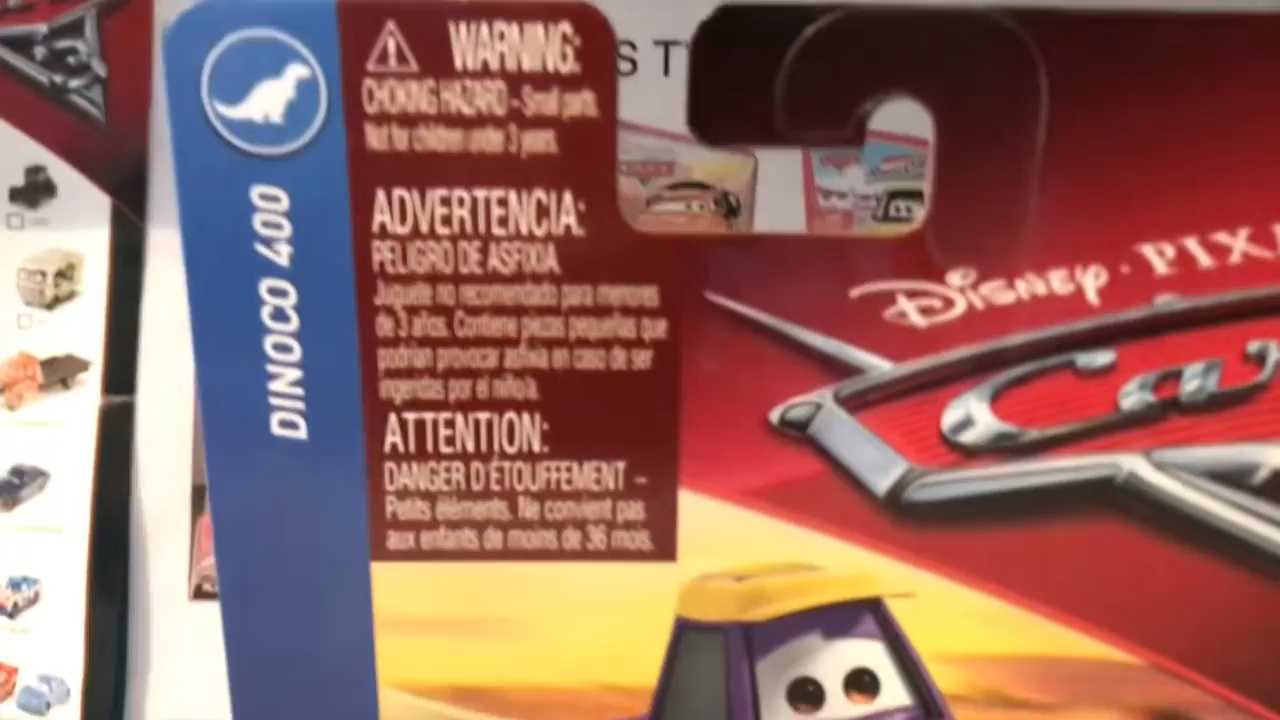 DINOCO 400
WARNING:
CHOKING HAZARD - Small parts.
Not for children under 3 years.
ADVERTENCIA:
PELIGRO DE ASFIXIA
Juguete no recomendado para menores
de 3 años. Contiene piezas pequeñas que
podrían provocar asfixia en caso de ser
ingeridas por el niño/a.
ATTENTION:
DANGER D'ÉTOUFFEMENT –
Petits éléments. Ne convient pas
aux enfants de moins de 36 mois.
S T
DISNEY · PIX
Ca